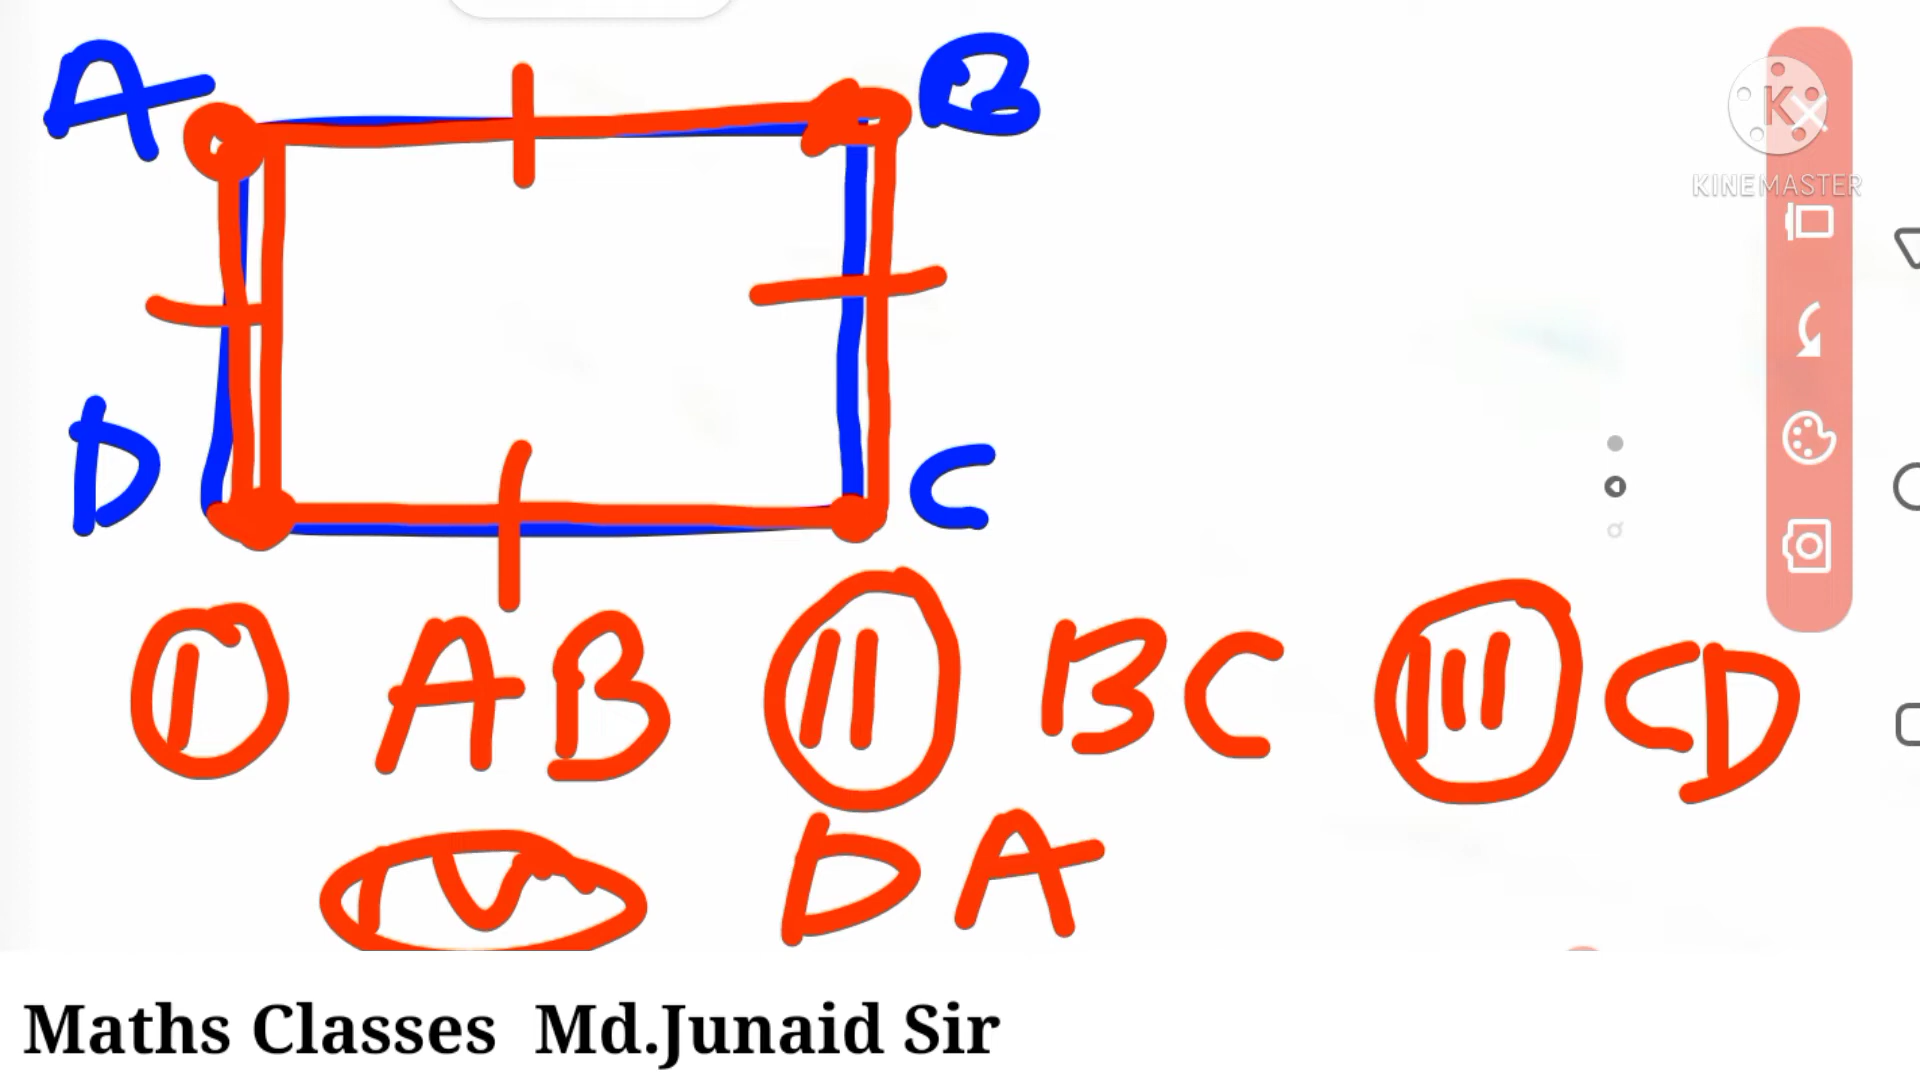 A B
K
KINEMASTER
D C
I AB II BC III CD
IV DA
Maths Classes Md.Junaid Sir